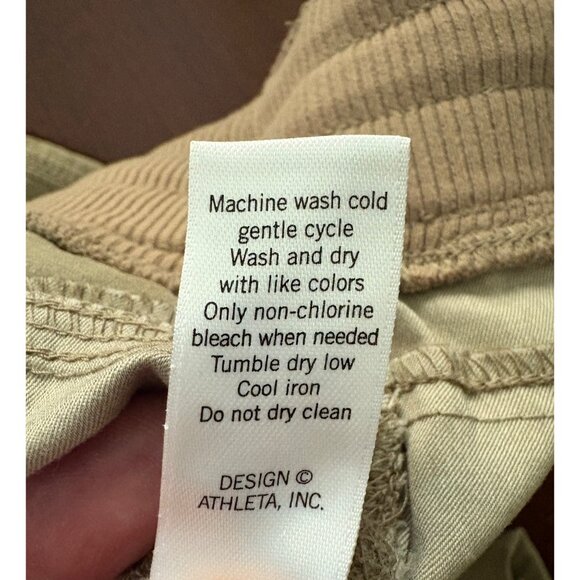 Machine wash cold
gentle cycle
Wash and dry
with like colors
Only non-chlorine
bleach when needed
Tumble dry low
Cool iron
Do not dry clean
DESIGN ©
ATHLETA, INC.